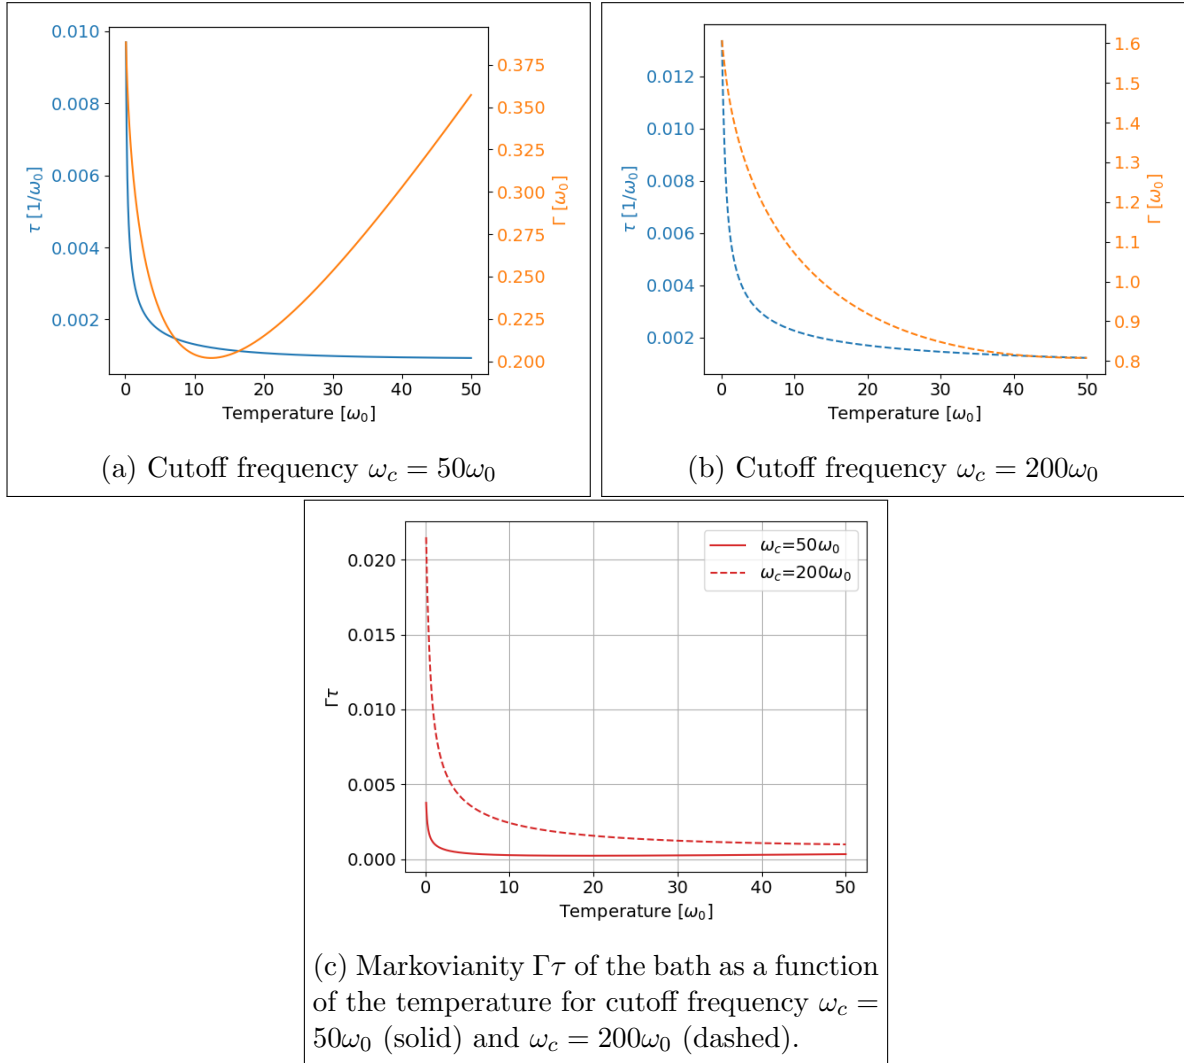 0.010
0.008
0.006
0.004
0.002
τ [1/ω₀]
0.375
0.350
0.325
0.300
0.275
0.250
0.225
0.200
Γ [ω₀]
0 10 20 30 40 50
Temperature [ω₀]
(a) Cutoff frequency ω_c = 50ω₀
0.012
0.010
0.008
0.006
0.004
0.002
τ [1/ω₀]
1.6
1.5
1.4
1.3
1.2
1.1
1.0
0.9
0.8
Γ [ω₀]
0 10 20 30 40 50
Temperature [ω₀]
(b) Cutoff frequency ω_c = 200ω₀
0.020
0.015
0.010
0.005
0.000
Γτ
ω_c=50ω₀
ω_c=200ω₀
0 10 20 30 40 50
Temperature [ω₀]
(c) Markovianity Γτ of the bath as a function
of the temperature for cutoff frequency ω_c =
50ω₀ (solid) and ω_c = 200ω₀ (dashed).